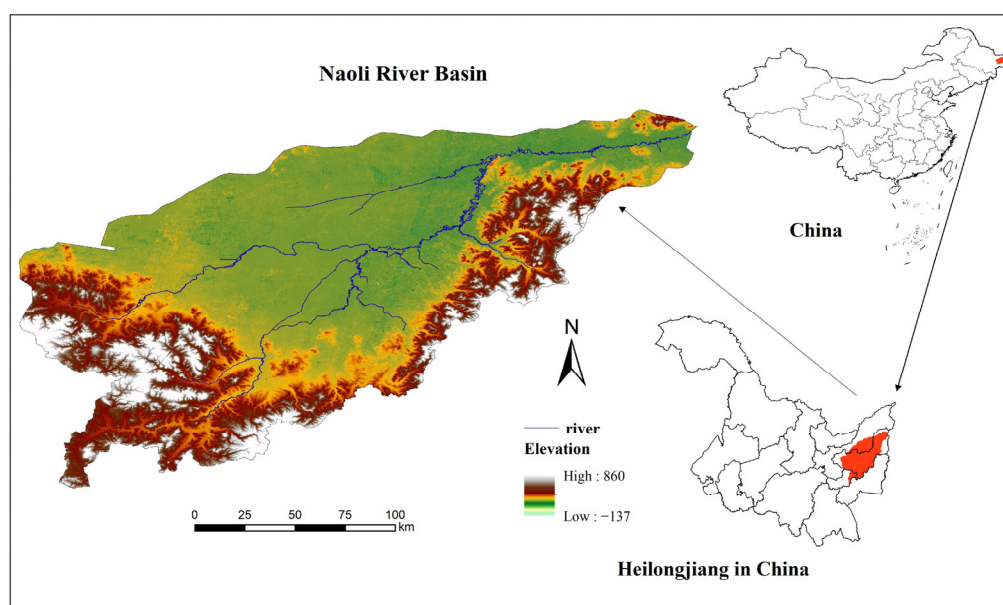 Naoli River Basin
China
N
river
Elevation
High : 860
Low : −137
0 25 50 75 100
km
Heilongjiang in China